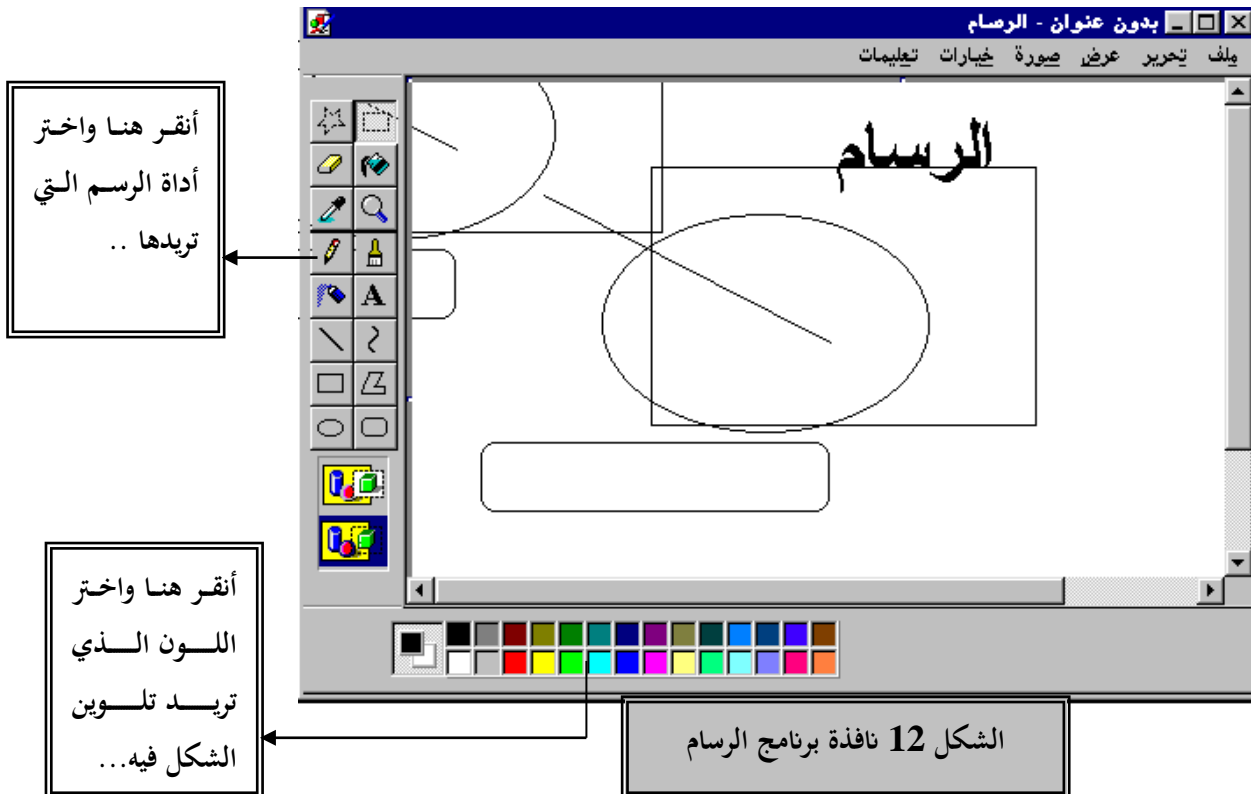 بدون عنوان - الرسام
ملف تحرير عرض صورة خيارات تعليمات
أنقر هنا واختر
أداة الرسم التي
تريدها ..
الرسام
A
أنقر هنا واختر
اللون الذي
تريد تلوين
الشكل فيه...
الشكل 12 نافذة برنامج الرسام